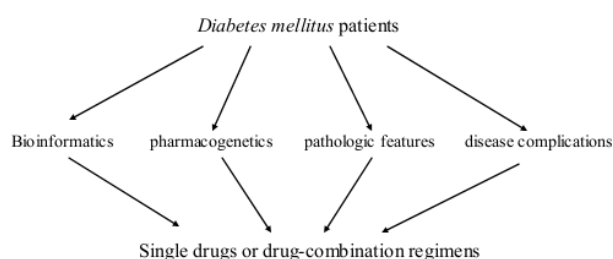 Diabetes mellitus patients
Bioinformatics pharmacogenetics pathologic features disease complications
Single drugs or drug-combination regimens